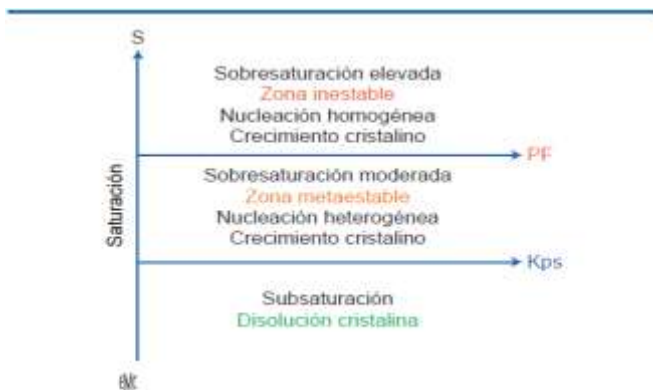 S
Sobresaturación elevada
Zona inestable
Nucleación homogénea
Crecimiento cristalino
PF
Sobresaturación moderada
Zona metaestable
Nucleación heterogénea
Crecimiento cristalino
Saturación
Kps
Subsaturación
Disolución cristalina